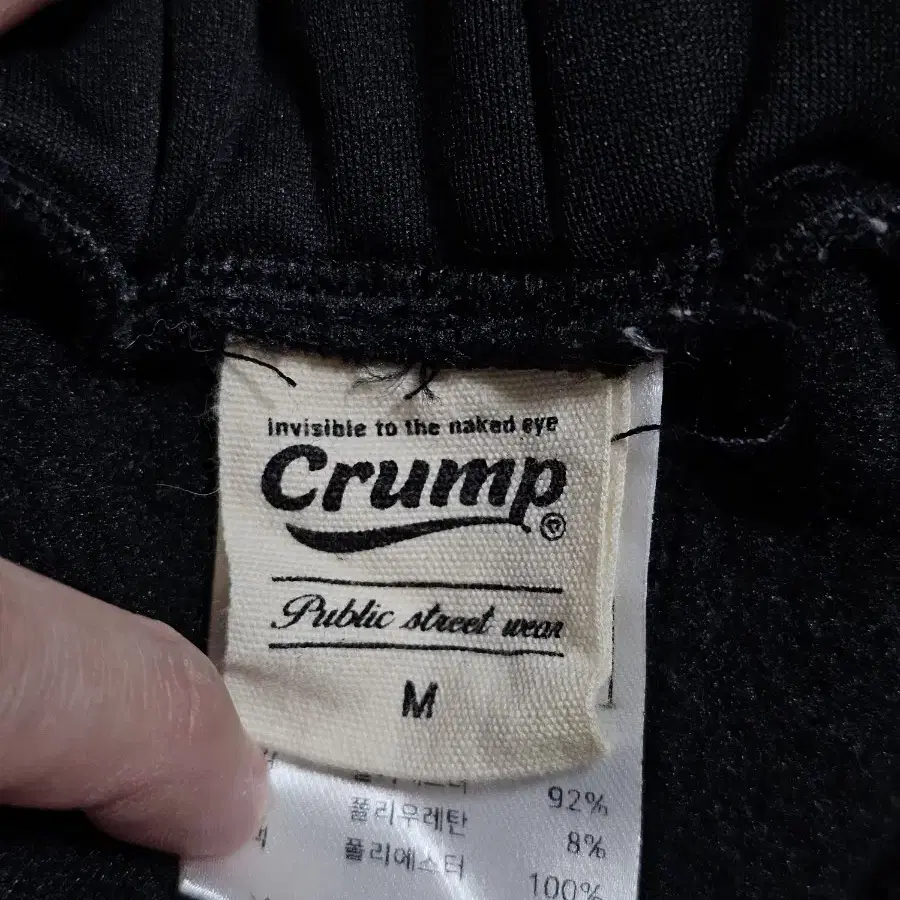 invisible to the naked eye
Crump®
Public street wear
M
92%
폴리우레탄 8%
폴리에스터 100%